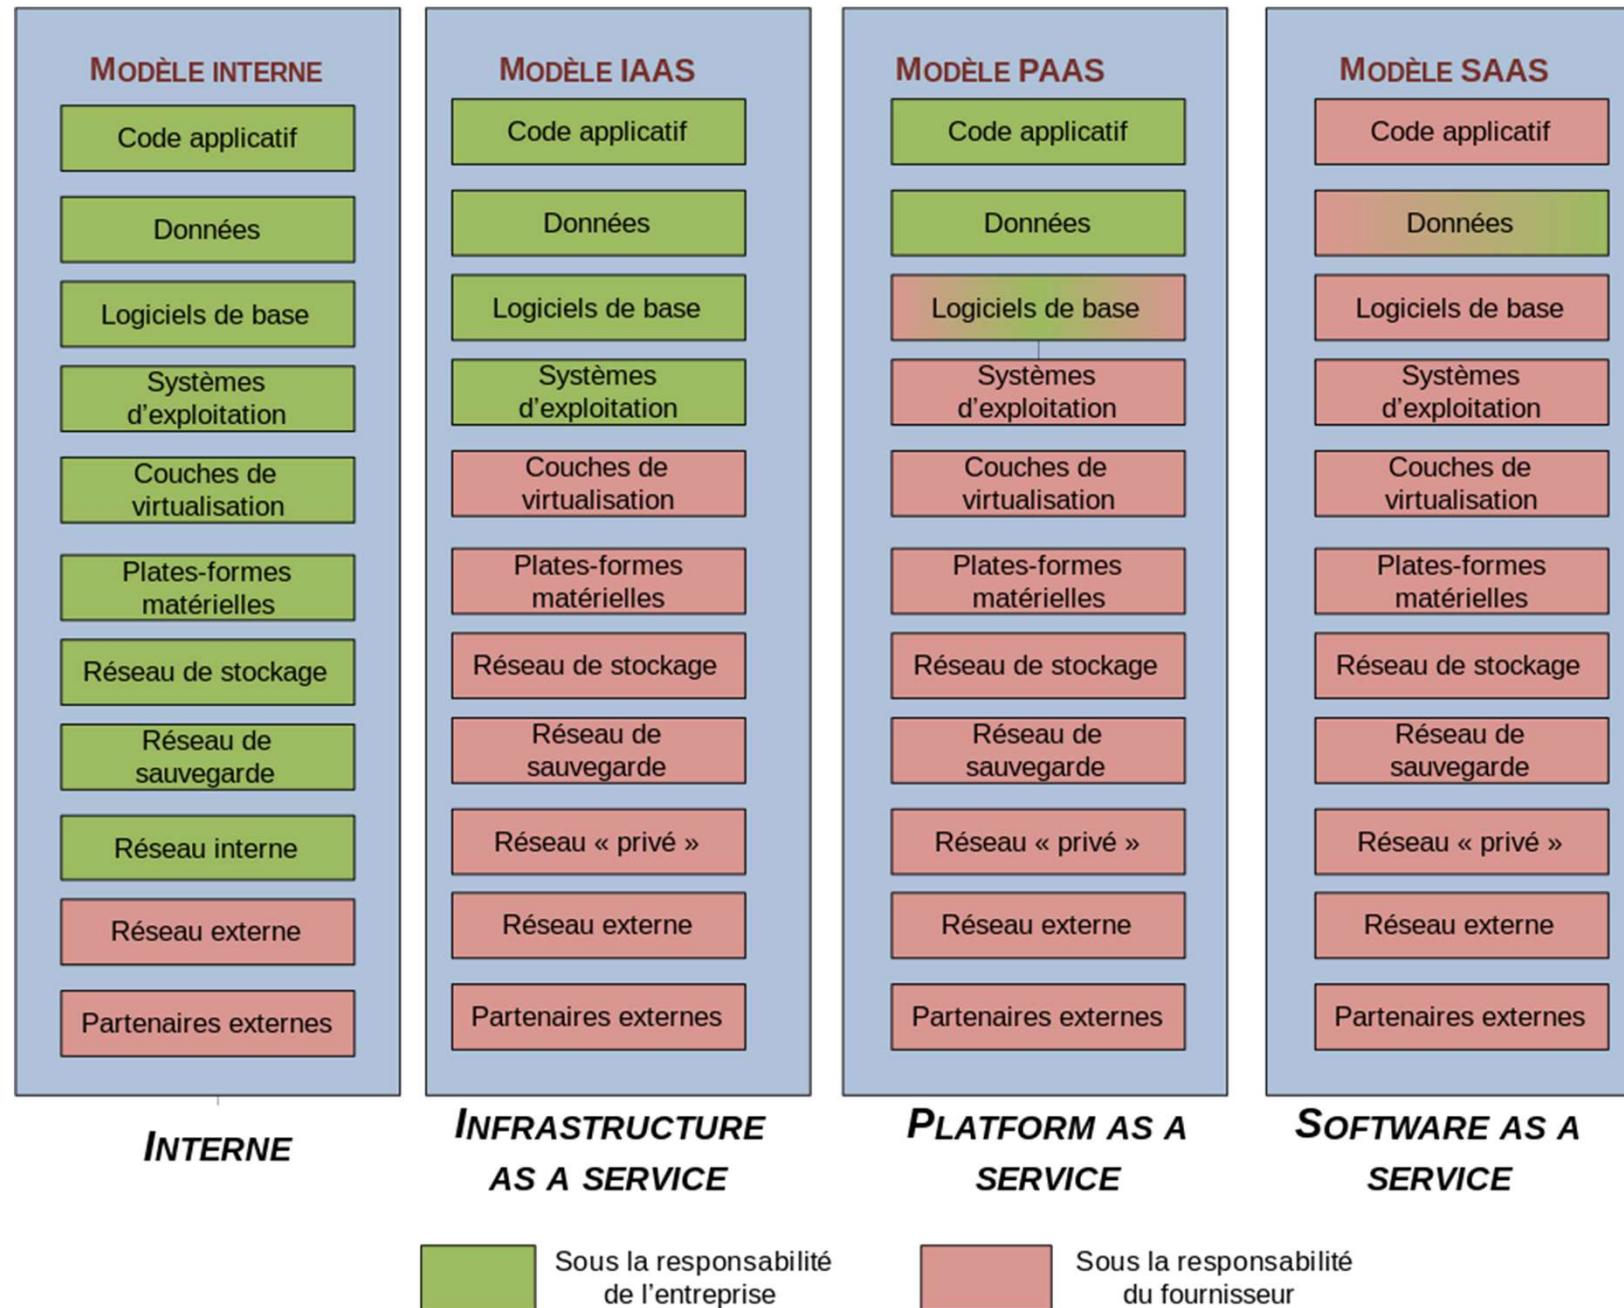 MODÈLE INTERNE
Code applicatif
Données
Logiciels de base
Systèmes
d’exploitation
Couches de
virtualisation
Plates-formes
matérielles
Réseau de stockage
Réseau de
sauvegarde
Réseau interne
Réseau externe
Partenaires externes
INTERNE
MODÈLE IAAS
Code applicatif
Données
Logiciels de base
Systèmes
d’exploitation
Couches de
virtualisation
Plates-formes
matérielles
Réseau de stockage
Réseau de
sauvegarde
Réseau « privé »
Réseau externe
Partenaires externes
INFRASTRUCTURE
AS A SERVICE
MODÈLE PAAS
Code applicatif
Données
Logiciels de base
Systèmes
d’exploitation
Couches de
virtualisation
Plates-formes
matérielles
Réseau de stockage
Réseau de
sauvegarde
Réseau « privé »
Réseau externe
Partenaires externes
PLATFORM AS A
SERVICE
MODÈLE SAAS
Code applicatif
Données
Logiciels de base
Systèmes
d’exploitation
Couches de
virtualisation
Plates-formes
matérielles
Réseau de stockage
Réseau de
sauvegarde
Réseau « privé »
Réseau externe
Partenaires externes
SOFTWARE AS A
SERVICE
Sous la responsabilité
de l’entreprise
Sous la responsabilité
du fournisseur